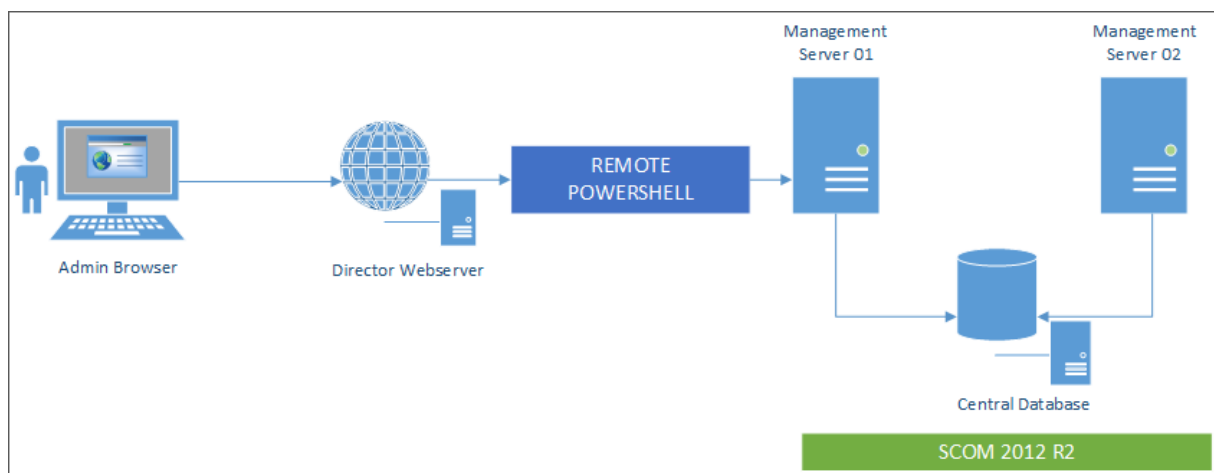 Management
Server 01
Management
Server 02
REMOTE
POWERSHELL
Admin Browser
Director Webserver
Central Database
SCOM 2012 R2